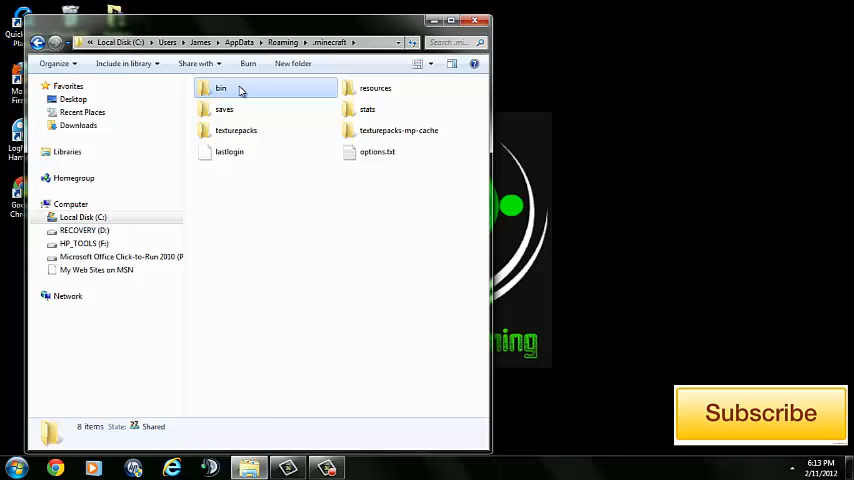 Local Disk (C:) Users James AppData Roaming .minecraft
Search .mi...
Organize Include in library Share with Burn New folder
Favorites
Desktop
Recent Places
Downloads
Libraries
Homegroup
Computer
Local Disk (C:)
RECOVERY (D:)
HP_TOOLS (F:)
Microsoft Office Click-to-Run 2010 (P
My Web Sites on MSN
Network
bin resources
saves stats
texturepacks texturepacks-mp-cache
lastlogin options.txt
8 items State: Shared
Subscribe
6:13 PM
2/11/2012